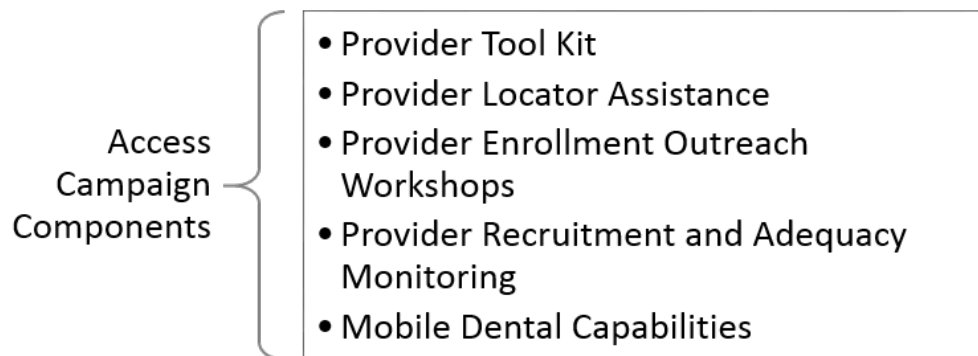 Access
Campaign
Components
• Provider Tool Kit
• Provider Locator Assistance
• Provider Enrollment Outreach
Workshops
• Provider Recruitment and Adequacy
Monitoring
• Mobile Dental Capabilities